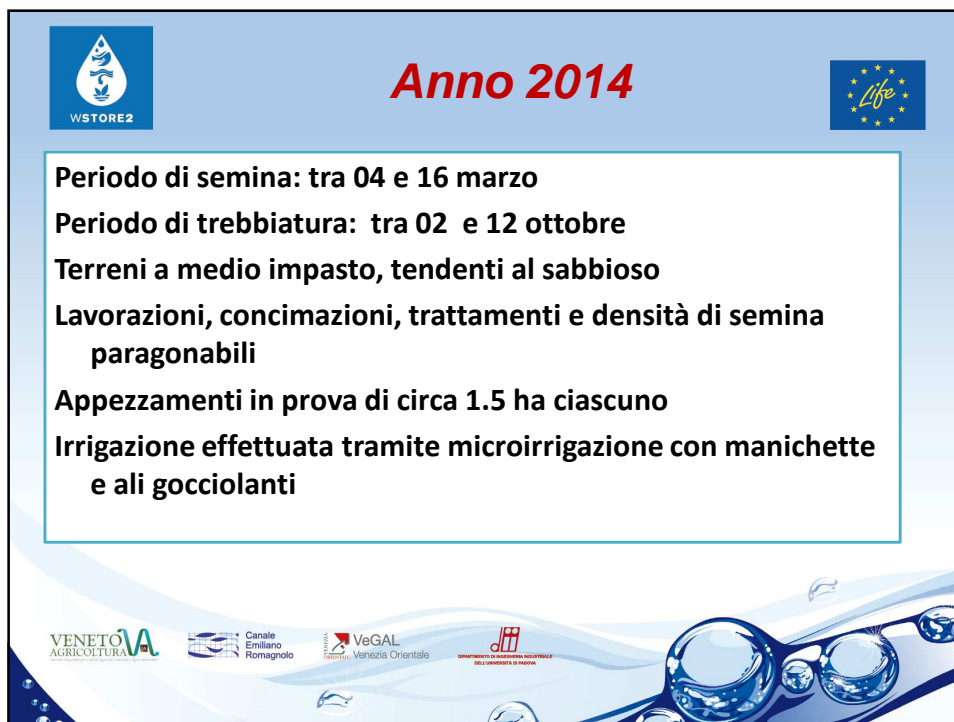 Anno 2014
WSTORE2
Life
Periodo di semina: tra 04 e 16 marzo
Periodo di trebbiatura: tra 02 e 12 ottobre
Terreni a medio impasto, tendenti al sabbioso
Lavorazioni, concimazioni, trattamenti e densità di semina
paragonabili
Appezzamenti in prova di circa 1.5 ha ciascuno
Irrigazione effettuata tramite microirrigazione con manichette
e ali gocciolanti
VENETO
AGRICOLTURA
Canale
Emiliano
Romagnolo
VENEZIA
ORIENTALE
VeGAL
Venezia Orientale
DIPARTIMENTO DI INGEGNERIA INDUSTRIALE
DELL'UNIVERSITÀ DI PADOVA